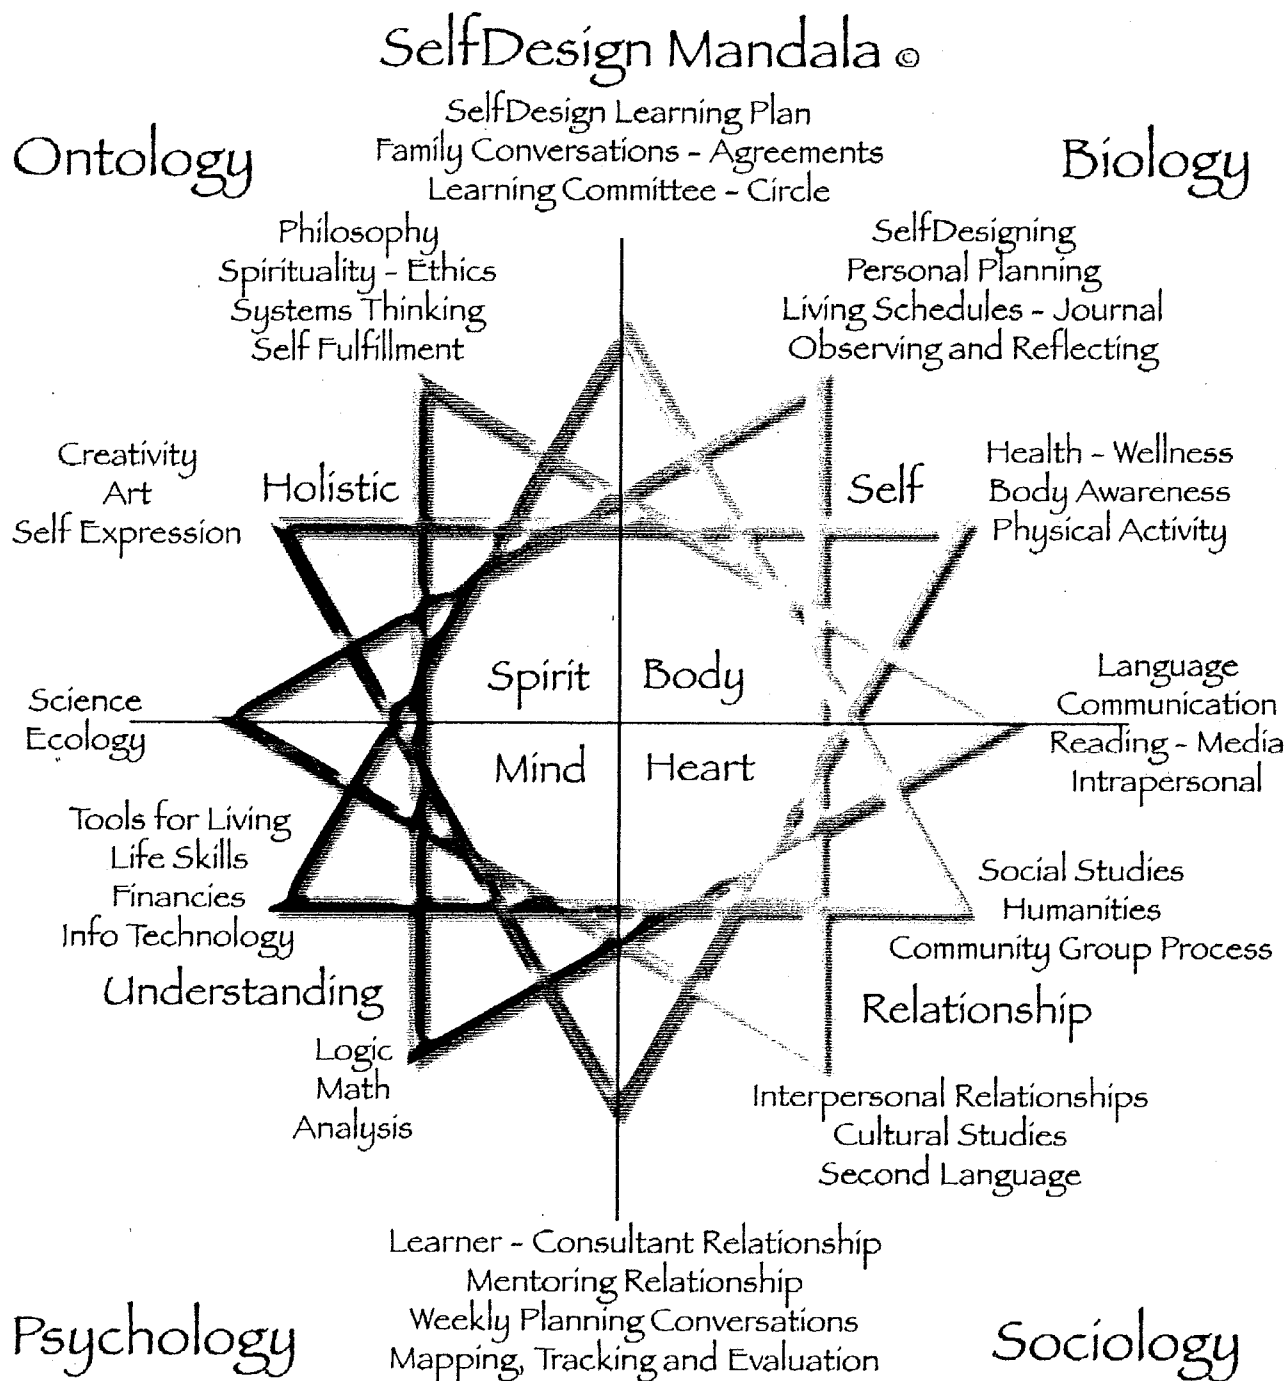 SelfDesign Mandala ©
SelfDesign Learning Plan
Family Conversations - Agreements
Learning Committee - Circle
Ontology
Biology
Philosophy
Spirituality - Ethics
Systems Thinking
Self Fulfillment
SelfDesigning
Personal Planning
Living Schedules - Journal
Observing and Reflecting
Creativity
Art
Self Expression
Holistic
Self
Health - Wellness
Body Awareness
Physical Activity
Spirit
Body
Mind
Heart
Science
Ecology
Language
Communication
Reading - Media
Intrapersonal
Tools for Living
Life Skills
Financies
Info Technology
Understanding
Social Studies
Humanities
Community Group Process
Relationship
Logic
Math
Analysis
Interpersonal Relationships
Cultural Studies
Second Language
Learner - Consultant Relationship
Mentoring Relationship
Weekly Planning Conversations
Mapping, Tracking and Evaluation
Psychology
Sociology